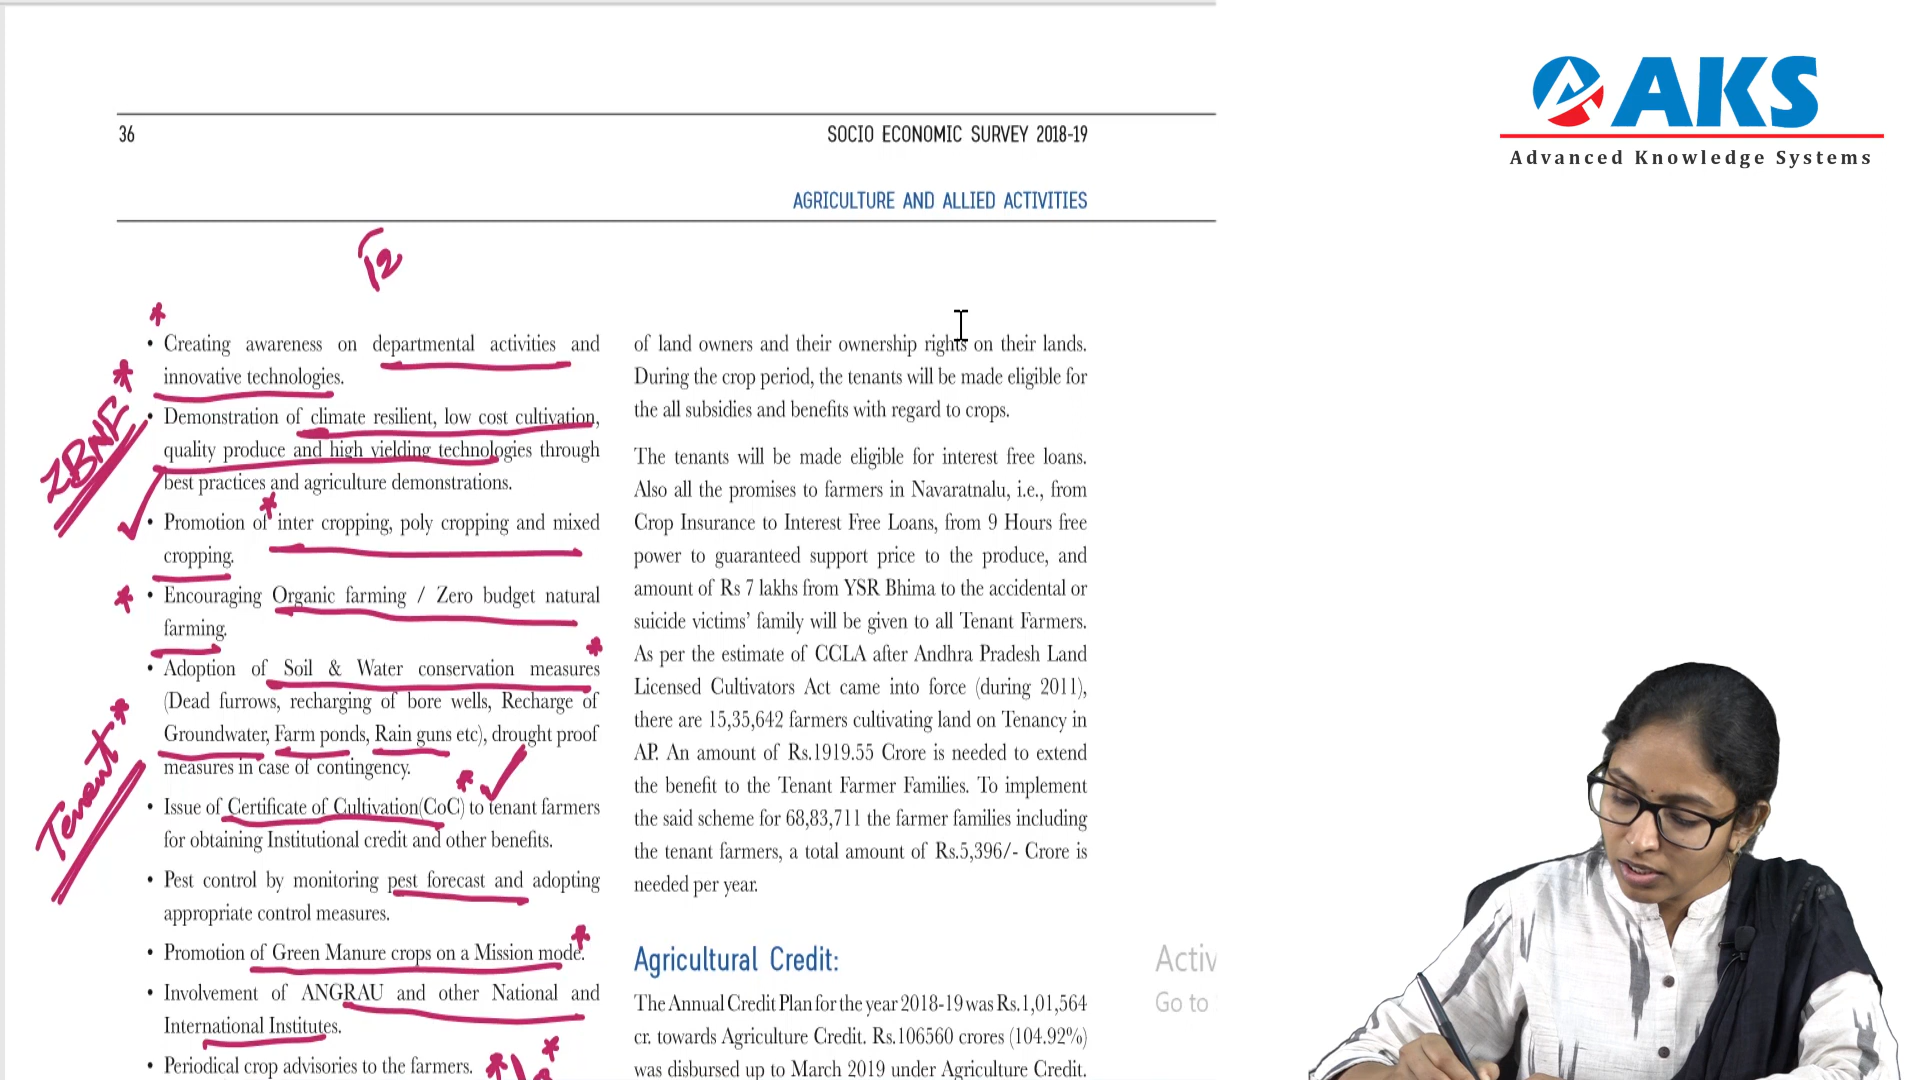 AKS
Advanced Knowledge Systems
36
SOCIO ECONOMIC SURVEY 2018-19
AGRICULTURE AND ALLIED ACTIVITIES
12
• Creating awareness on departmental activities and
innovative technologies.
ZBNF
• Demonstration of climate resilient, low cost cultivation,
quality produce and high yielding technologies through
best practices and agriculture demonstrations.
• Promotion of inter cropping, poly cropping and mixed
cropping.
• Encouraging Organic farming / Zero budget natural
farming.
• Adoption of Soil & Water conservation measures
(Dead furrows, recharging of bore wells, Recharge of
Groundwater, Farm ponds, Rain guns etc), drought proof
measures in case of contingency.
Tenent
• Issue of Certificate of Cultivation(CoC) to tenant farmers
for obtaining Institutional credit and other benefits.
• Pest control by monitoring pest forecast and adopting
appropriate control measures.
• Promotion of Green Manure crops on a Mission mode.
• Involvement of ANGRAU and other National and
International Institutes.
• Periodical crop advisories to the farmers.
of land owners and their ownership rights on their lands.
During the crop period, the tenants will be made eligible for
the all subsidies and benefits with regard to crops.
The tenants will be made eligible for interest free loans.
Also all the promises to farmers in Navaratnalu, i.e., from
Crop Insurance to Interest Free Loans, from 9 Hours free
power to guaranteed support price to the produce, and
amount of Rs 7 lakhs from YSR Bhima to the accidental or
suicide victims' family will be given to all Tenant Farmers.
As per the estimate of CCLA after Andhra Pradesh Land
Licensed Cultivators Act came into force (during 2011),
there are 15,35,642 farmers cultivating land on Tenancy in
AP. An amount of Rs.1919.55 Crore is needed to extend
the benefit to the Tenant Farmer Families. To implement
the said scheme for 68,83,711 the farmer families including
the tenant farmers, a total amount of Rs.5,396/- Crore is
needed per year.
Agricultural Credit:
The Annual Credit Plan for the year 2018-19 was Rs.1,01,564
cr. towards Agriculture Credit. Rs.106560 crores (104.92%)
was disbursed up to March 2019 under Agriculture Credit.
Activ
Go to